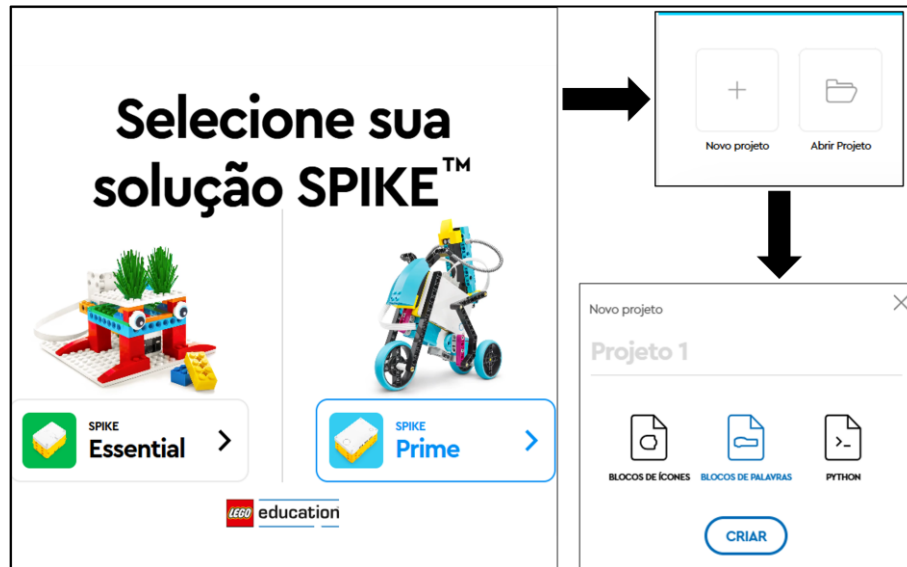 Selecione sua
solução SPIKE™
SPIKE
Essential
SPIKE
Prime
LEGO education
Novo projeto
Abrir Projeto
Novo projeto
Projeto 1
BLOCOS DE ÍCONES
BLOCOS DE PALAVRAS
PYTHON
CRIAR